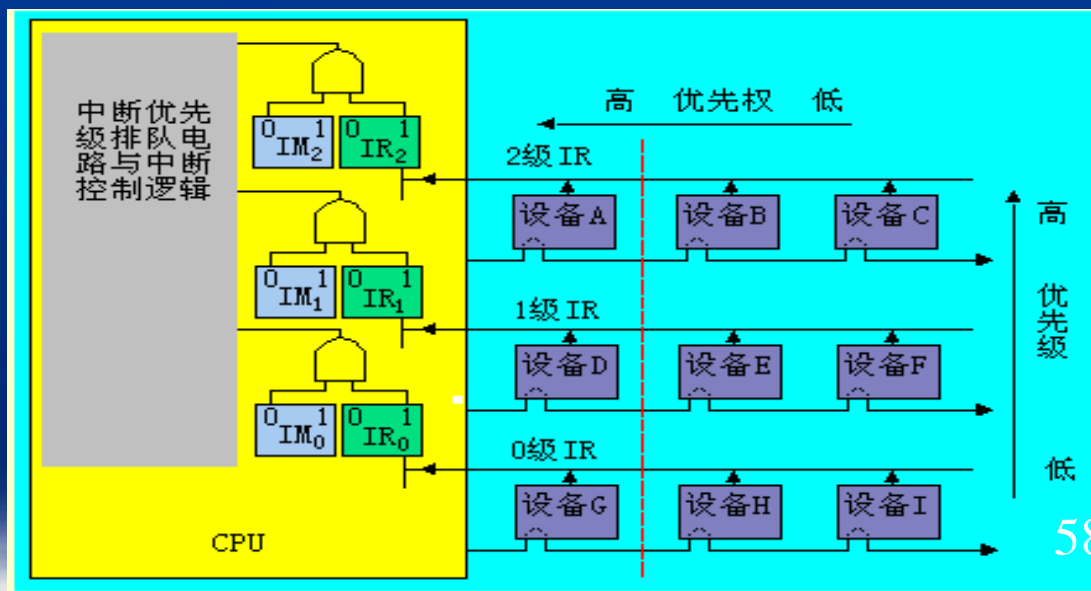 中断优先
级排队电
路与中断
控制逻辑
0 IM2 1
0 IR2 1
0 IM1 1
0 IR1 1
0 IM0 1
0 IR0 1
CPU
高 优先权 低
2级 IR
设备A
设备B
设备C
1级 IR
设备D
设备E
设备F
0级 IR
设备G
设备H
设备I
高
优先级
低
58